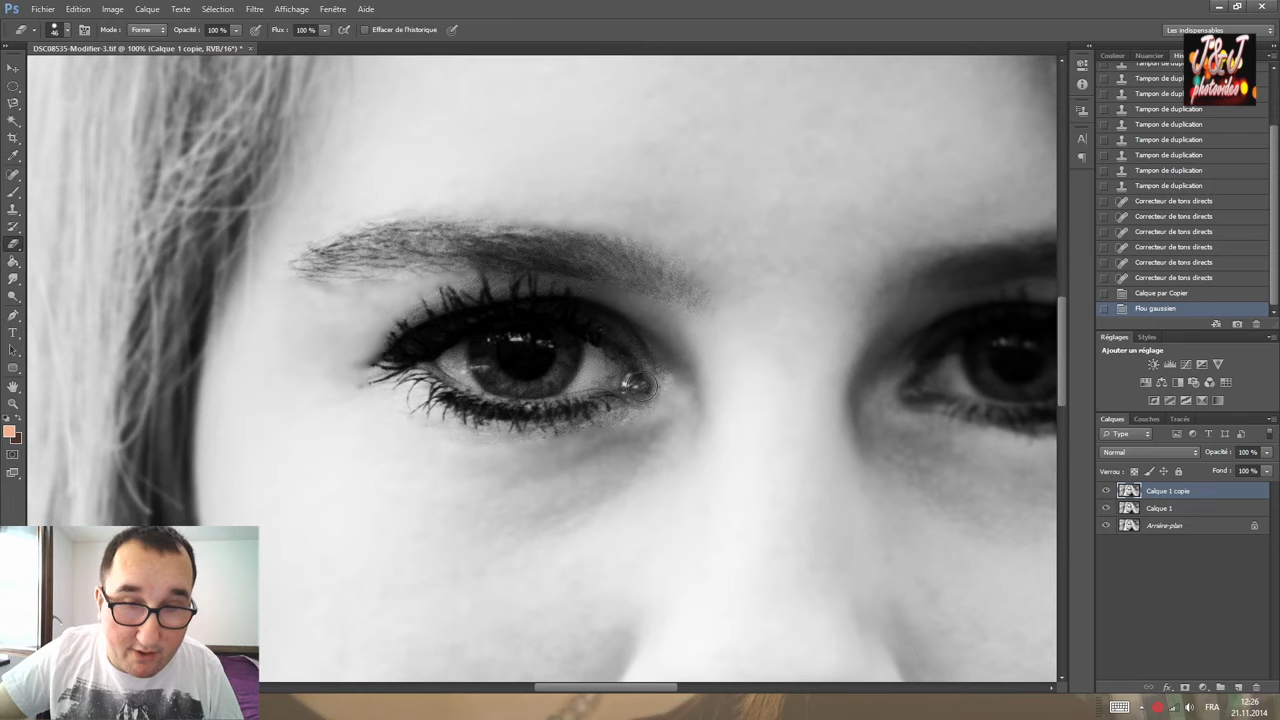 Ps Fichier Edition Image Calque Texte Sélection Filtre Affichage Fenêtre Aide
46 Mode : Forme Opacité : 100 % Flux : 100 % Effacer de l'historique Les indispensables
DSC08535-Modifier-3.tif @ 100% (Calque 1 copie, RVB/16*) * ×
Couleur Nuancier
J&J
photovideo
Tampon de duplication
Tampon de duplication
Tampon de duplication
Tampon de duplication
Tampon de duplication
Tampon de duplication
Tampon de duplication
Tampon de duplication
Tampon de duplication
Correcteur de tons directs
Correcteur de tons directs
Correcteur de tons directs
Correcteur de tons directs
Correcteur de tons directs
Correcteur de tons directs
Calque par Copier
Flou gaussien
Réglages Styles
Ajouter un réglage
Calques Couches Tracés
Type
Normal Opacité : 100 %
Verrou : Fond : 100 %
Calque 1 copie
Calque 1
Arrière-plan
FRA
12:26
21.11.2014